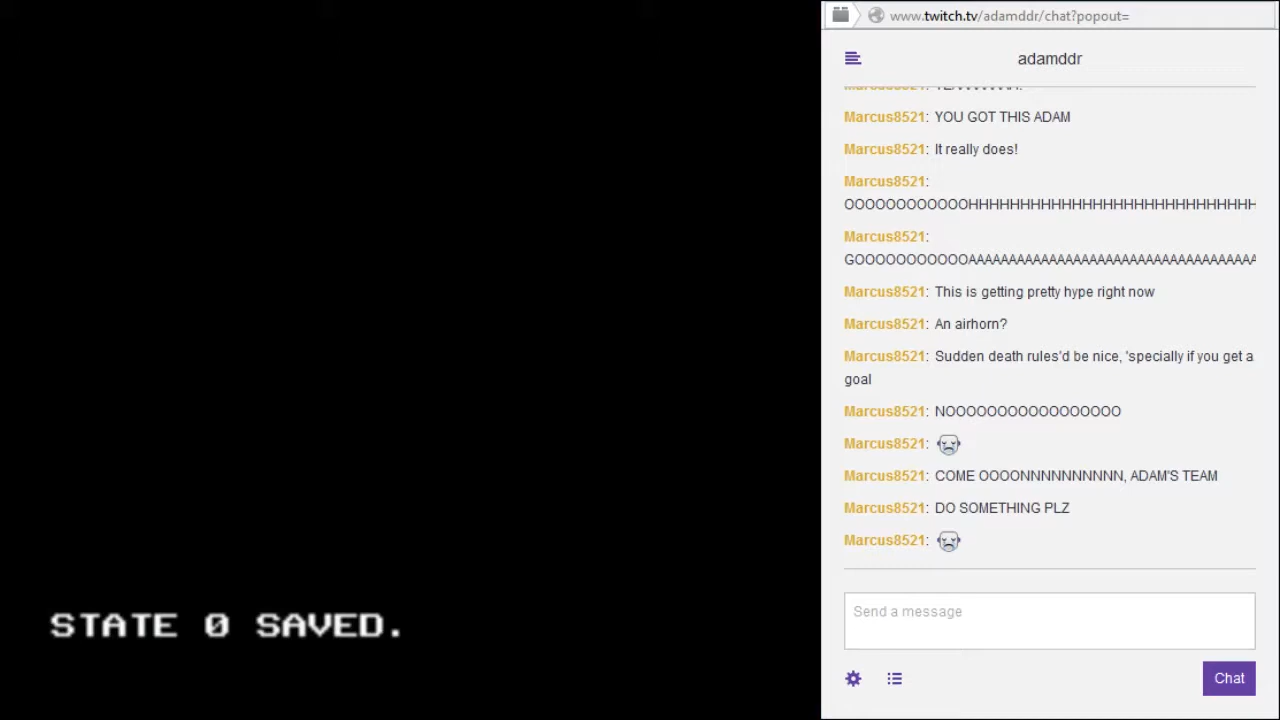 www.twitch.tv/adamddr/chat?popout=
adamddr
Marcus8521:
Marcus8521: YOU GOT THIS ADAM
Marcus8521: It really does!
Marcus8521:
OOOOOOOOOOOOHHHHHHHHHHHHHHHHHHHHHHHHHHHH
Marcus8521:
GOOOOOOOOOOOAAAAAAAAAAAAAAAAAAAAAAAAAAAAAAAAAA
Marcus8521: This is getting pretty hype right now
Marcus8521: An airhorn?
Marcus8521: Sudden death rules'd be nice, 'specially if you get a
goal
Marcus8521: NOOOOOOOOOOOOOOOOO
Marcus8521:
Marcus8521: COME OOOONNNNNNNNNN, ADAM'S TEAM
Marcus8521: DO SOMETHING PLZ
Marcus8521:
Send a message
Chat
STATE 0 SAVED.